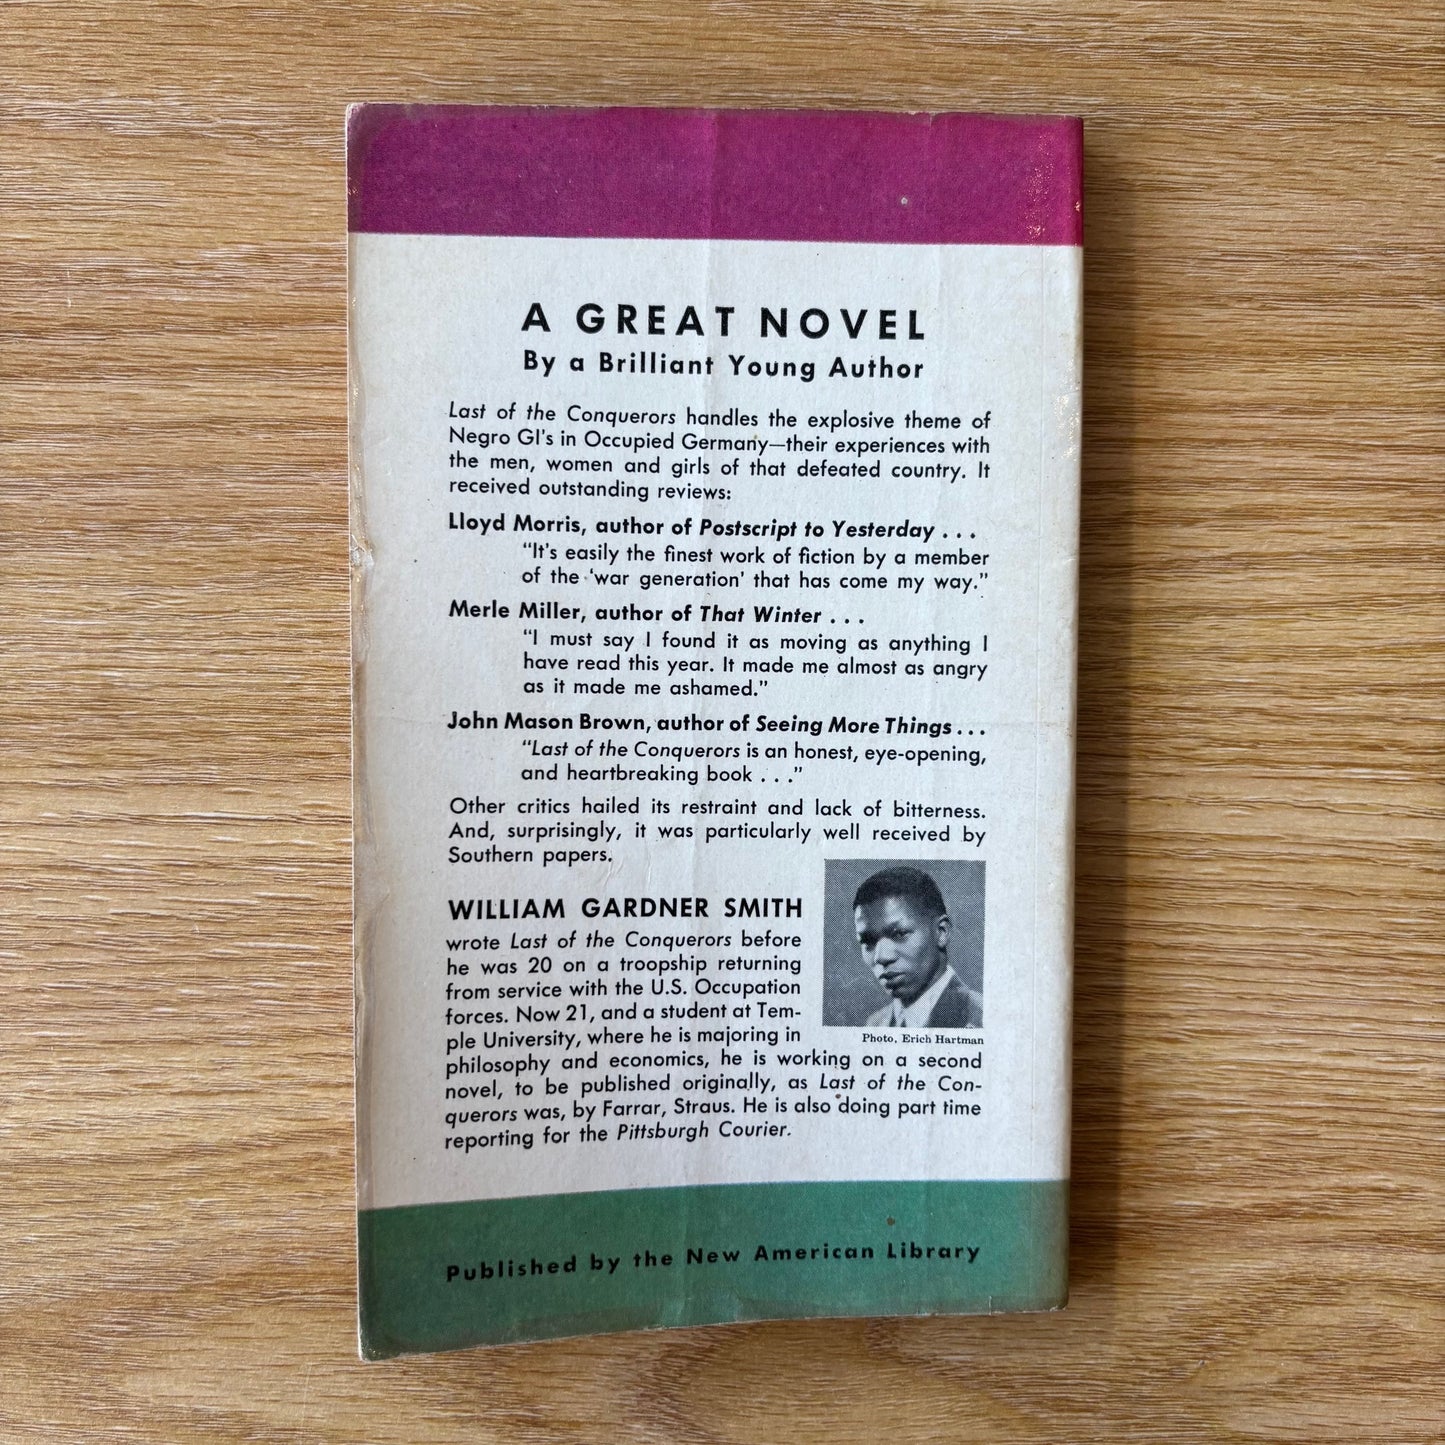 A GREAT NOVEL
By a Brilliant Young Author
Last of the Conquerors handles the explosive theme of
Negro GI's in Occupied Germany—their experiences with
the men, women and girls of that defeated country. It
received outstanding reviews:
Lloyd Morris, author of Postscript to Yesterday . . .
"It's easily the finest work of fiction by a member
of the 'war generation' that has come my way."
Merle Miller, author of That Winter . . .
"I must say I found it as moving as anything I
have read this year. It made me almost as angry
as it made me ashamed."
John Mason Brown, author of Seeing More Things . . .
"Last of the Conquerors is an honest, eye-opening,
and heartbreaking book . . ."
Other critics hailed its restraint and lack of bitterness.
And, surprisingly, it was particularly well received by
Southern papers.
WILLIAM GARDNER SMITH
wrote Last of the Conquerors before
he was 20 on a troopship returning
from service with the U.S. Occupation
forces. Now 21, and a student at Tem-
ple University, where he is majoring in
Photo, Erich Hartman
philosophy and economics, he is working on a second
novel, to be published originally, as Last of the Con-
querors was, by Farrar, Straus. He is also doing part time
reporting for the Pittsburgh Courier.
Published by the New American Library